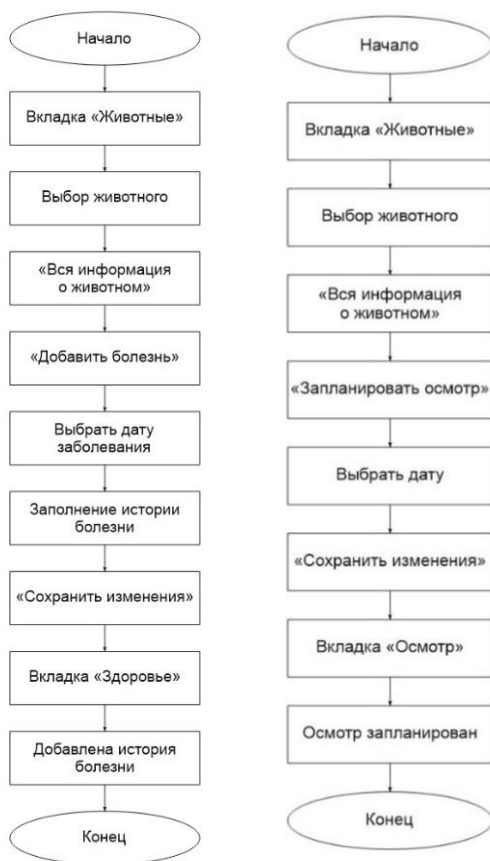 Начало
Вкладка «Животные»
Выбор животного
«Вся информация
о животном»
«Добавить болезнь»
Выбрать дату
заболевания
Заполнение истории
болезни
«Сохранить изменения»
Вкладка «Здоровье»
Добавлена история
болезни
Конец
Начало
Вкладка «Животные»
Выбор животного
«Вся информация
о животном»
«Запланировать осмотр»
Выбрать дату
«Сохранить изменения»
Вкладка «Осмотр»
Осмотр запланирован
Конец